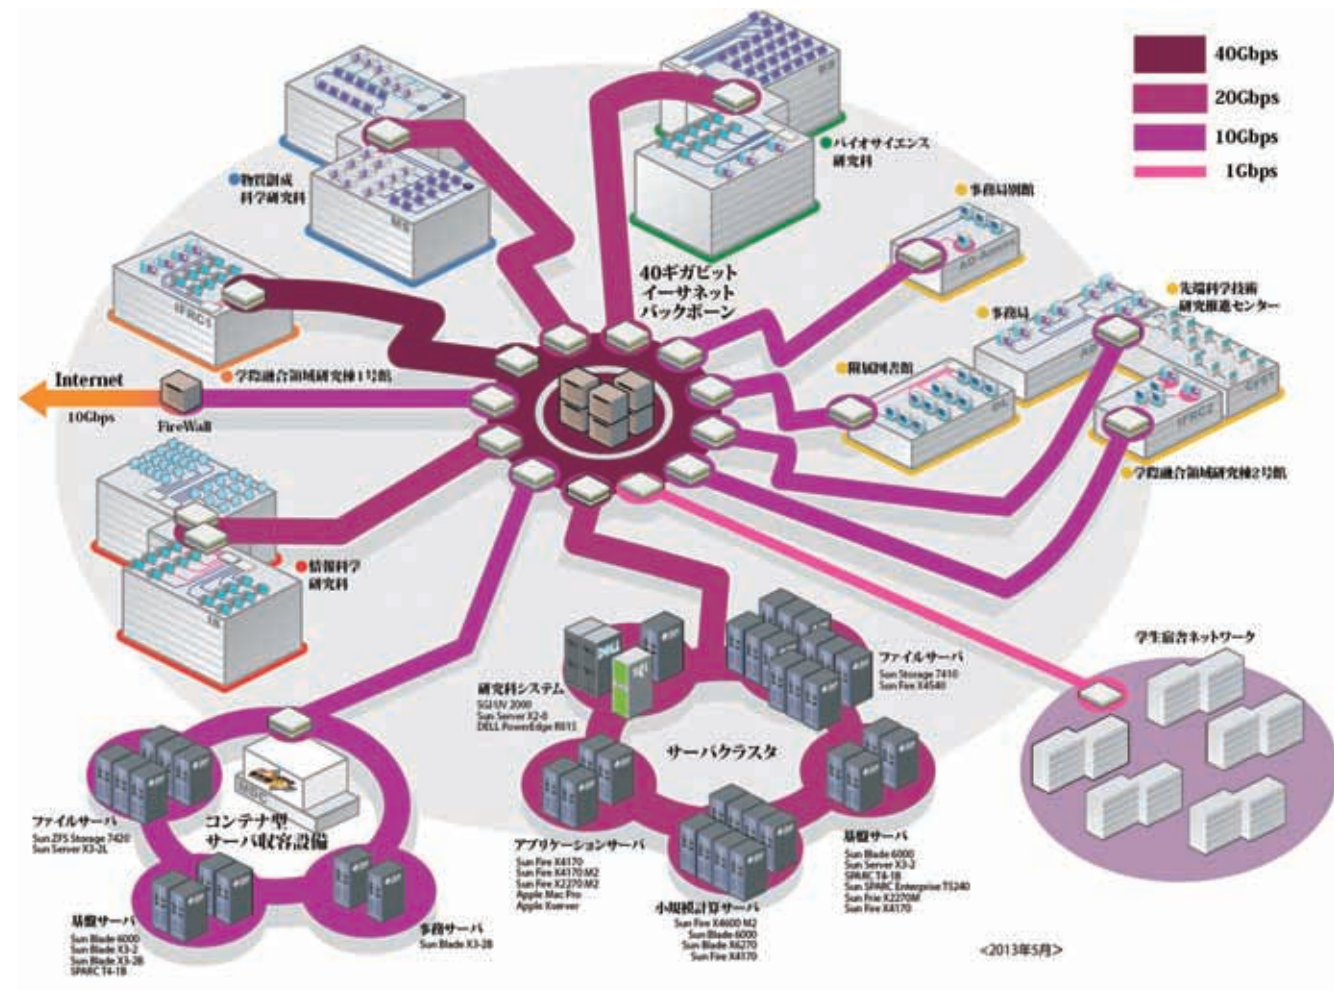 40Gbps
20Gbps
10Gbps
1Gbps
バイオサイエンス
研究科
事務局別館
物質創成
科学研究科
MS
40ギガビット
イーサネット
バックボーン
先端科学技術
研究推進センター
事務局
IFRC1
附属図書館
学際融合領域研究棟1号館
Internet
10Gbps
FireWall
IFRC2
学際融合領域研究棟2号館
情報科学
研究科
IS
学生宿舎ネットワーク
ファイルサーバ
Sun Storage 7410
Sun Fire X4540
研究科システム
SGI UV 2000
Sun Server X2-8
DELL PowerEdge R815
サーバクラスタ
ファイルサーバ
Sun ZFS Storage 7420
Sun Server X3-2L
コンテナ型
サーバ収容設備
アプリケーションサーバ
Sun Fire X4170
Sun Fire X4170 M2
Sun Fire X2270 M2
Apple Mac Pro
Apple Xserver
基盤サーバ
Sun Blade 6000
Sun Server X3-2
SPARC T4-1B
Sun SPARC Enterprise T5240
Sun Frie X2270M
Sun Fire X4170
小規模計算サーバ
Sun Fire X4600 M2
Sun Blade 6000
Sun Blade X6270
Sun Fire X4170
基盤サーバ
Sun Blade 6000
Sun Blade X3-2
Sun Blade X3-2B
SPARC T4-1B
事務サーバ
Sun Blade X3-2B
<2013年5月>